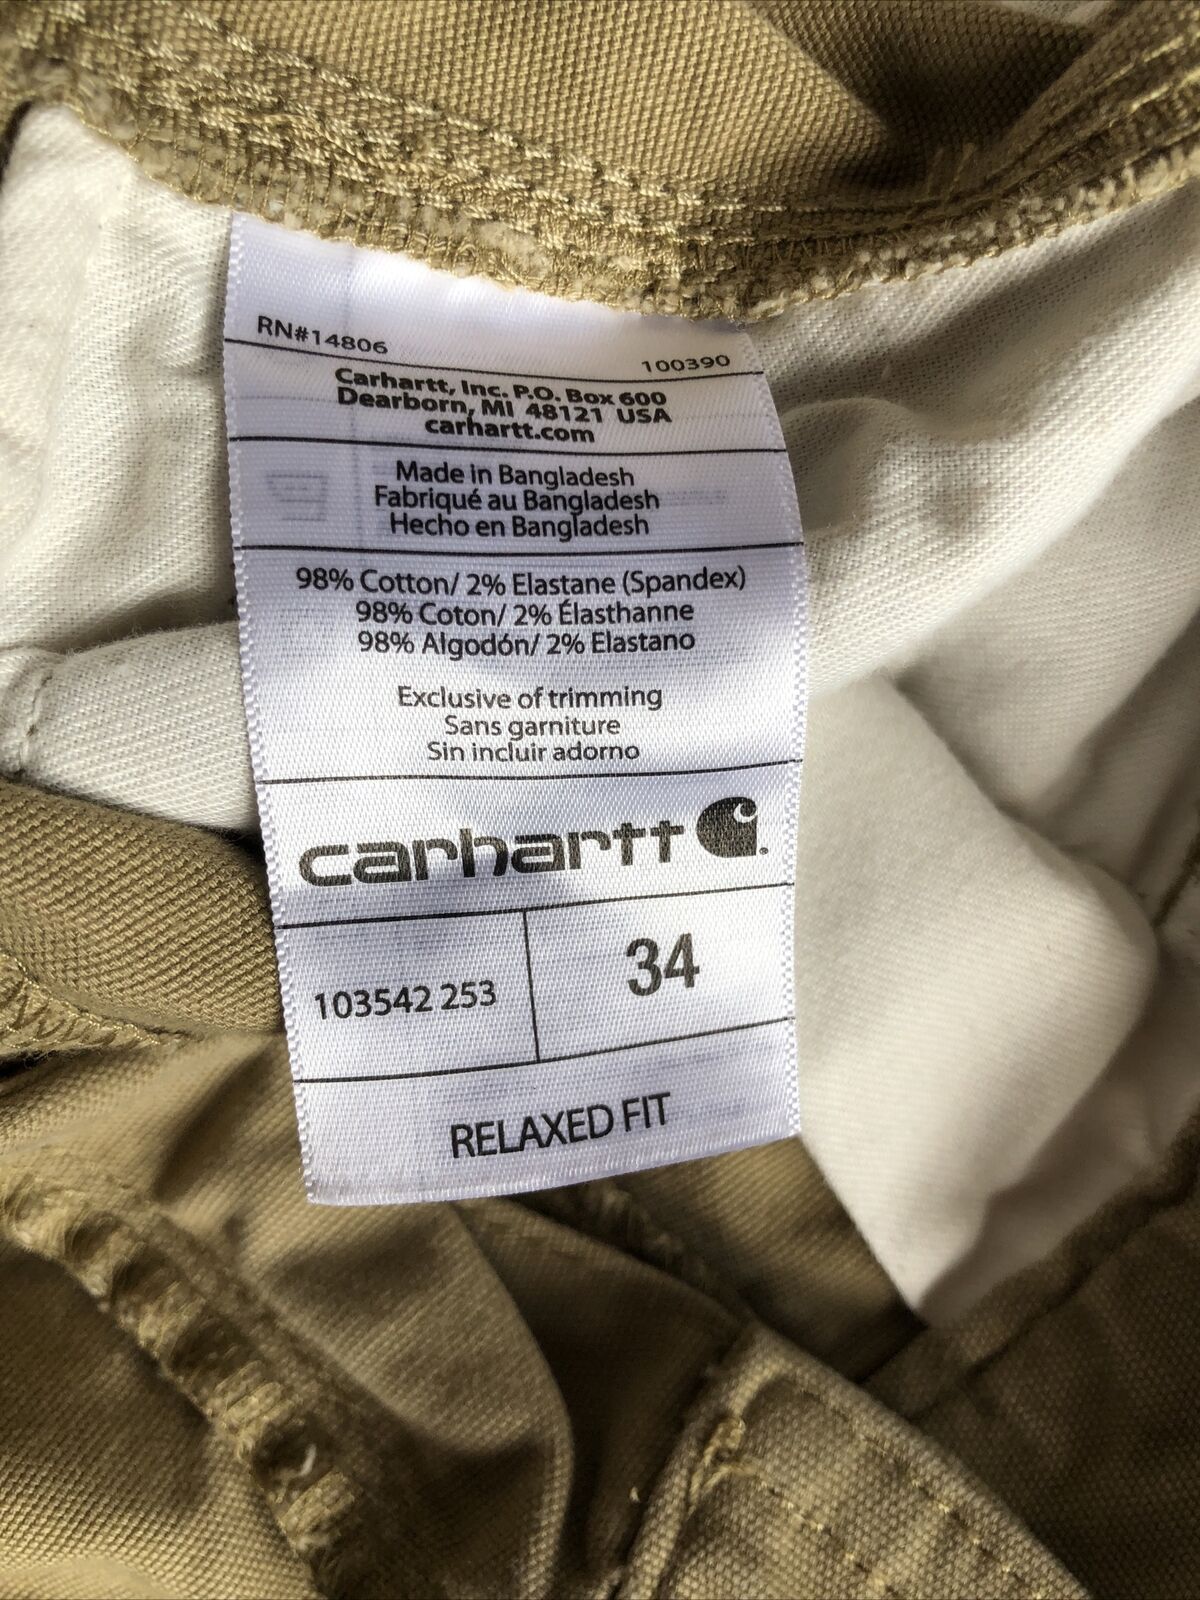 RN#14806
100390
Carhartt, Inc. P.O. Box 600
Dearborn, MI 48121 USA
carhartt.com
Made in Bangladesh
Fabriqué au Bangladesh
Hecho en Bangladesh
98% Cotton/ 2% Elastane (Spandex)
98% Coton/ 2% Élasthanne
98% Algodón/ 2% Elastano
Exclusive of trimming
Sans garniture
Sin incluir adorno
carhartt
103542 253
34
RELAXED FIT